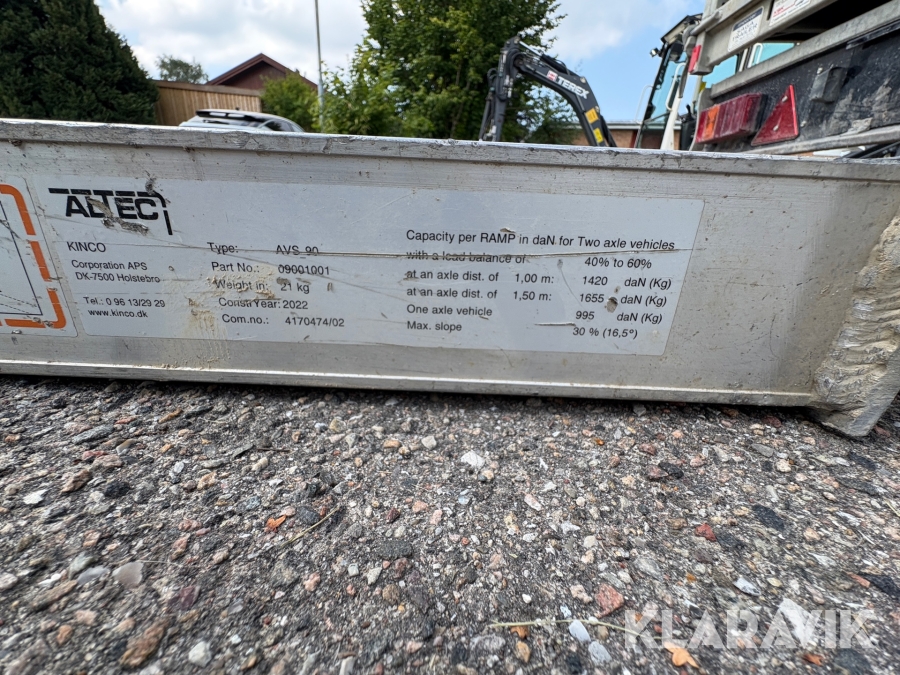 TEREX
ALTEC
KINCO
Corporation APS
DK-7500 Holstebro
Tel.: 0 96 13/29 29
www.kinco.dk
Type: AVS_90
Part No.: 09001001
Weight in: 21 kg
Cons.Year: 2022
Com.no.: 4170474/02
Capacity per RAMP in daN for Two axle vehicles
with a load balance of 40% to 60%
at an axle dist. of 1,00 m: 1420 daN (Kg)
at an axle dist. of 1,50 m: 1655 daN (Kg)
One axle vehicle 995 daN (Kg)
Max. slope 30 % (16,5°)
KLARAVIK